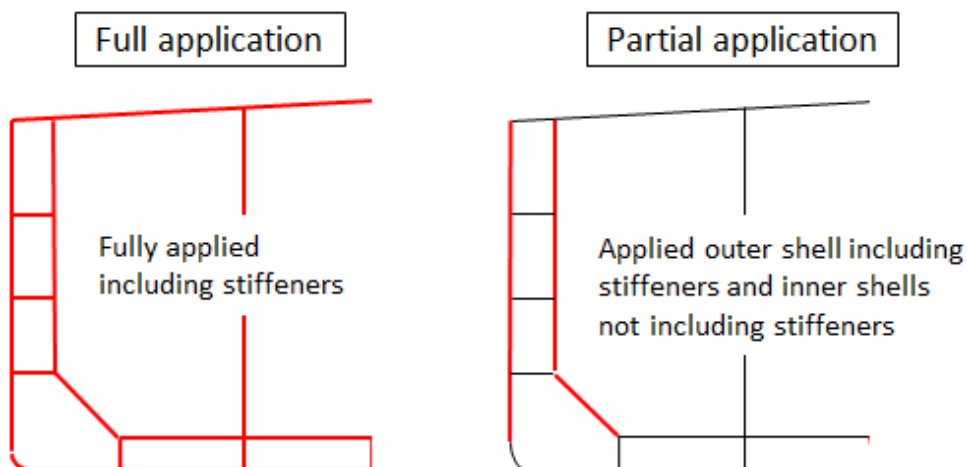 Full application
Partial application
Fully applied
including stiffeners
Applied outer shell including
stiffeners and inner shells
not including stiffeners